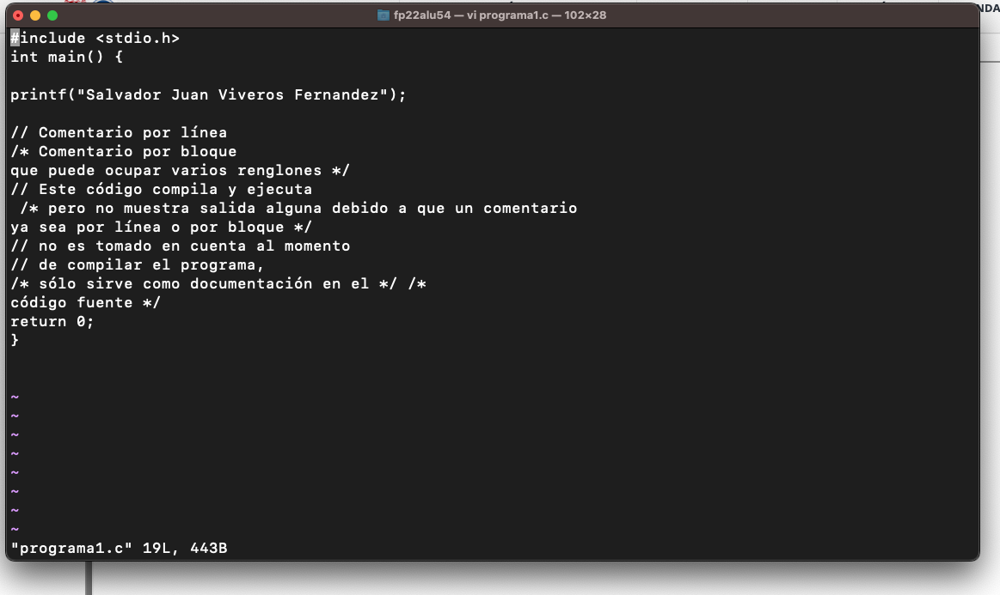 NDA
fp22alu54 — vi programa1.c — 102×28
#include <stdio.h>
int main() {
printf("Salvador Juan Viveros Fernandez");
// Comentario por línea
/* Comentario por bloque
que puede ocupar varios renglones */
// Este código compila y ejecuta
 /* pero no muestra salida alguna debido a que un comentario
ya sea por línea o por bloque */
// no es tomado en cuenta al momento
// de compilar el programa,
/* sólo sirve como documentación en el */ /*
código fuente */
return 0;
}
~
~
~
~
~
~
~
~
"programa1.c" 19L, 443B